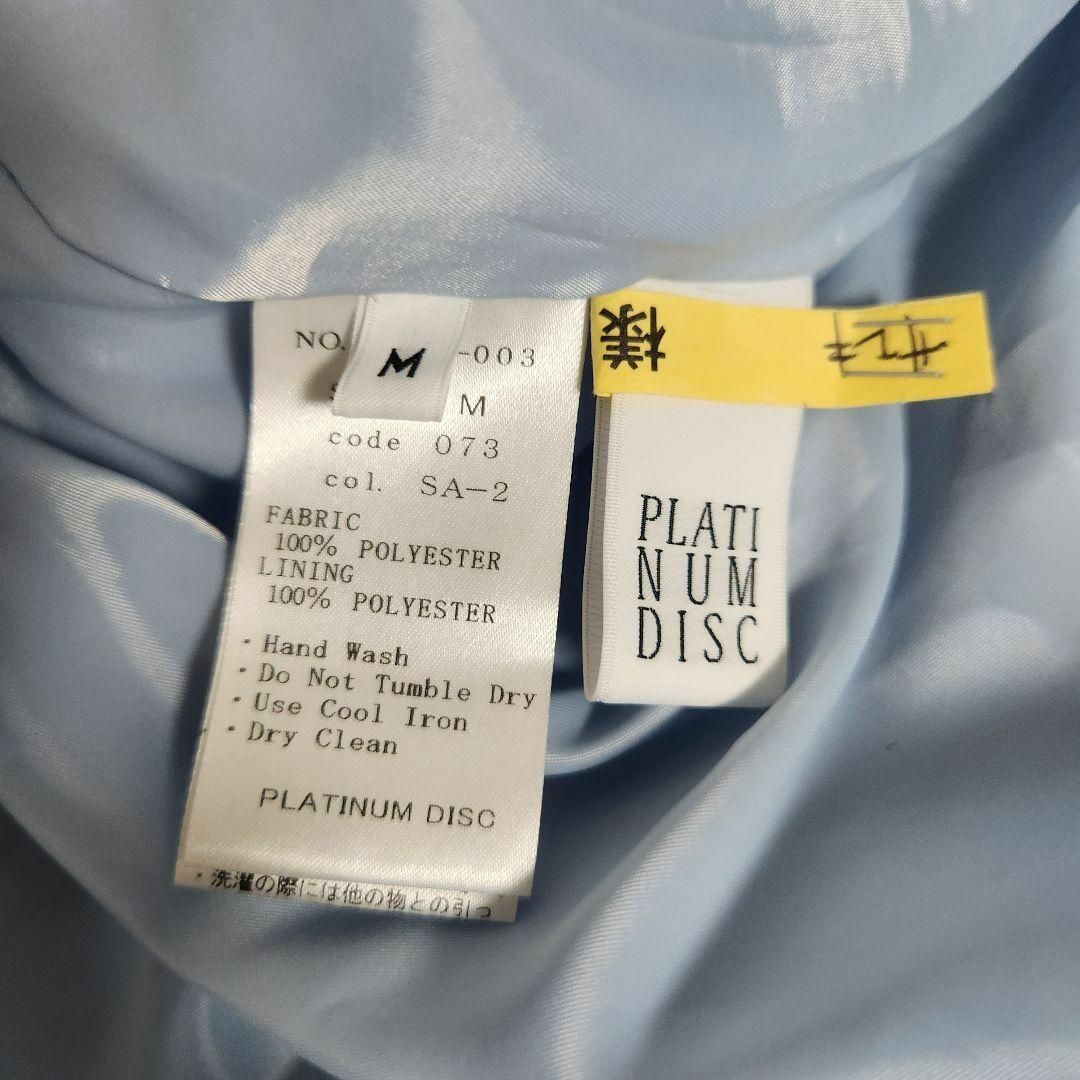 NO. -003
M
M
code 073
col. SA-2
FABRIC
100% POLYESTER
LINING
100% POLYESTER
・Hand Wash
・Do Not Tumble Dry
・Use Cool Iron
・Dry Clean
PLATINUM DISC
・洗濯の際には他の物との引っ
様
PLATI
NUM
DISC